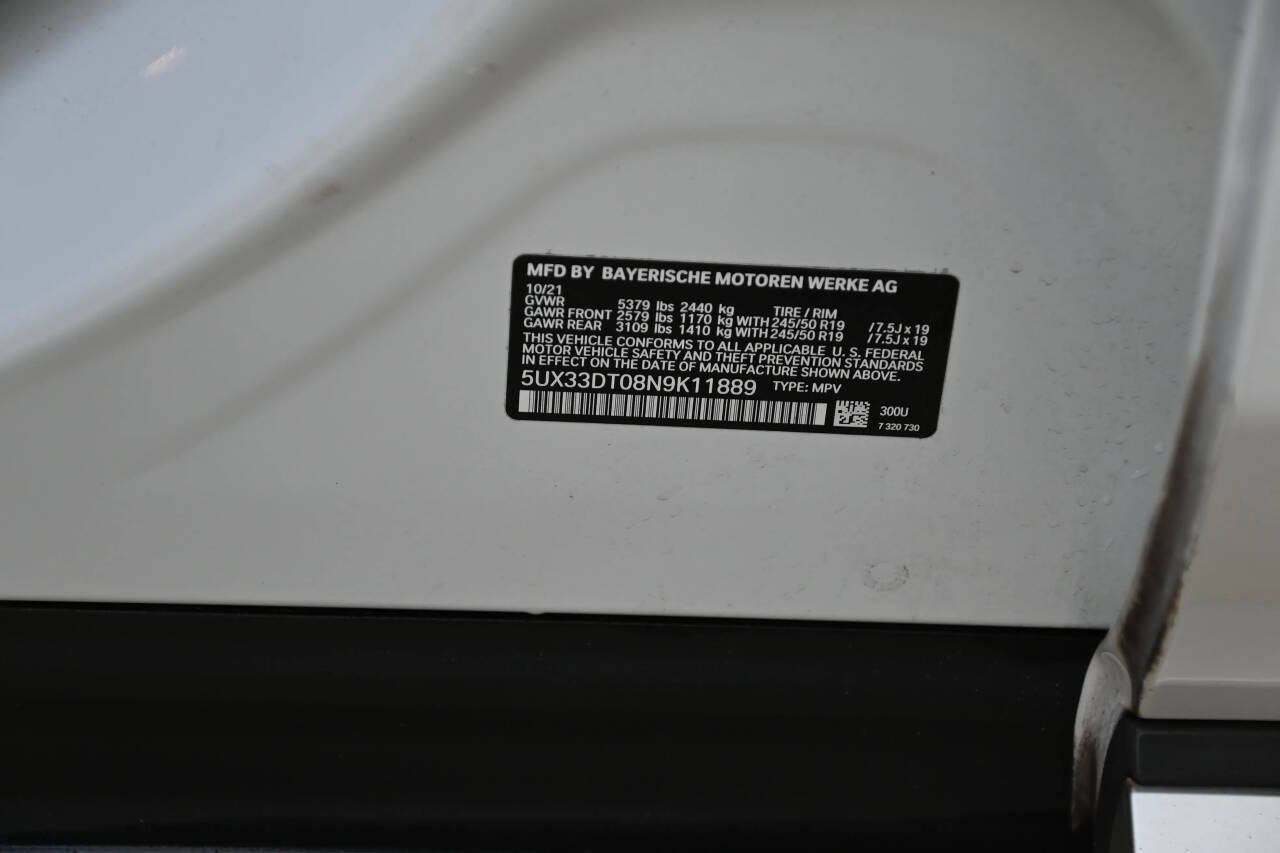 MFD BY BAYERISCHE MOTOREN WERKE AG
10/21
GVWR 5379 lbs 2440 kg TIRE / RIM
GAWR FRONT 2579 lbs 1170 kg WITH 245/50 R19 / 7.5J x 19
GAWR REAR 3109 lbs 1410 kg WITH 245/50 R19 / 7.5J x 19
THIS VEHICLE CONFORMS TO ALL APPLICABLE U. S. FEDERAL
MOTOR VEHICLE SAFETY AND THEFT PREVENTION STANDARDS
IN EFFECT ON THE DATE OF MANUFACTURE SHOWN ABOVE.
5UX33DT08N9K11889 TYPE: MPV
300U
7 320 730